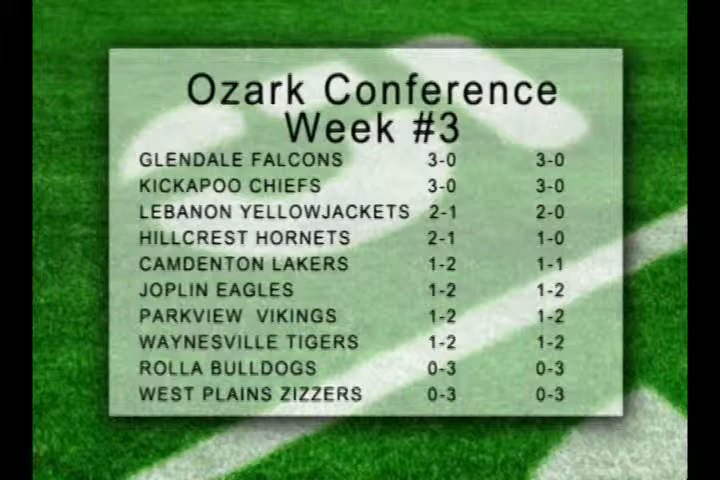 Ozark Conference
Week #3
GLENDALE FALCONS 3-0 3-0
KICKAPOO CHIEFS 3-0 3-0
LEBANON YELLOWJACKETS 2-1 2-0
HILLCREST HORNETS 2-1 1-0
CAMDENTON LAKERS 1-2 1-1
JOPLIN EAGLES 1-2 1-2
PARKVIEW VIKINGS 1-2 1-2
WAYNESVILLE TIGERS 1-2 1-2
ROLLA BULLDOGS 0-3 0-3
WEST PLAINS ZIZZERS 0-3 0-3